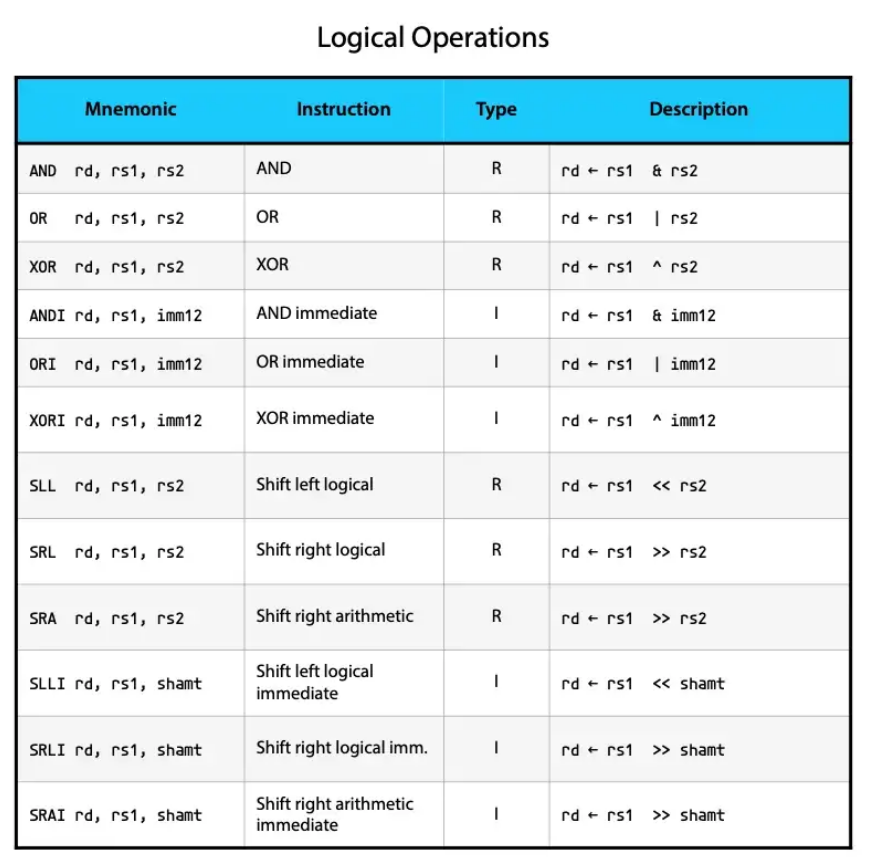 Logical Operations
Mnemonic Instruction Type Description
AND rd, rs1, rs2 AND R rd ← rs1 & rs2
OR rd, rs1, rs2 OR R rd ← rs1 | rs2
XOR rd, rs1, rs2 XOR R rd ← rs1 ^ rs2
ANDI rd, rs1, imm12 AND immediate I rd ← rs1 & imm12
ORI rd, rs1, imm12 OR immediate I rd ← rs1 | imm12
XORI rd, rs1, imm12 XOR immediate I rd ← rs1 ^ imm12
SLL rd, rs1, rs2 Shift left logical R rd ← rs1 << rs2
SRL rd, rs1, rs2 Shift right logical R rd ← rs1 >> rs2
SRA rd, rs1, rs2 Shift right arithmetic R rd ← rs1 >> rs2
SLLI rd, rs1, shamt Shift left logical immediate I rd ← rs1 << shamt
SRLI rd, rs1, shamt Shift right logical imm. I rd ← rs1 >> shamt
SRAI rd, rs1, shamt Shift right arithmetic immediate I rd ← rs1 >> shamt